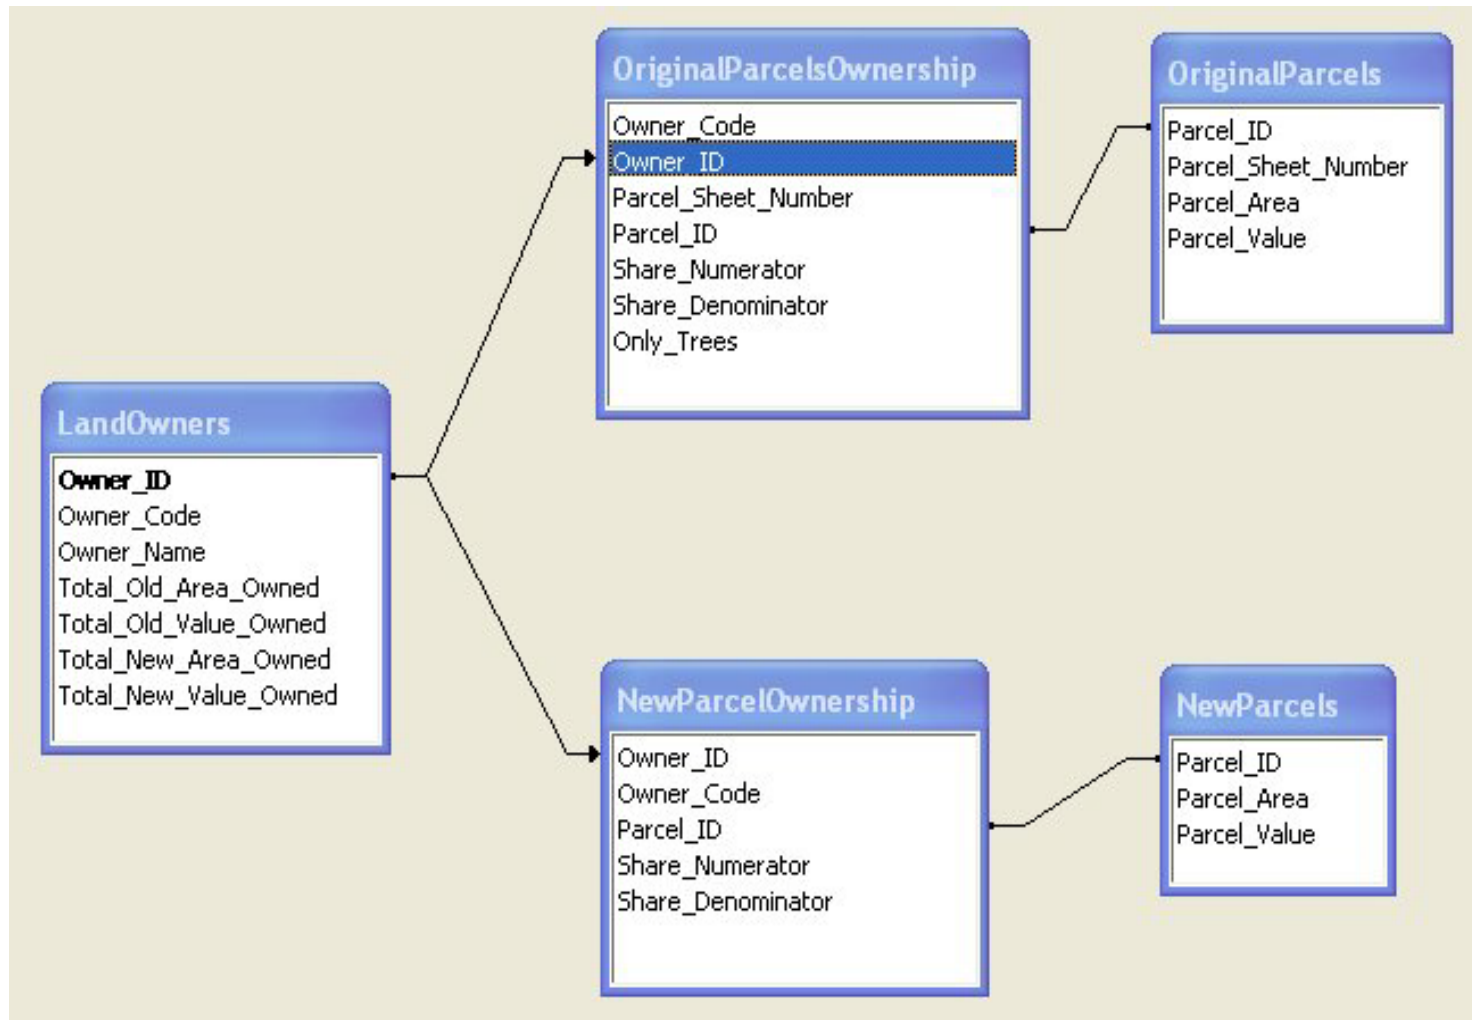 OriginalParcelsOwnership
Owner_Code
Owner_ID
Parcel_Sheet_Number
Parcel_ID
Share_Numerator
Share_Denominator
Only_Trees
OriginalParcels
Parcel_ID
Parcel_Sheet_Number
Parcel_Area
Parcel_Value
LandOwners
Owner_ID
Owner_Code
Owner_Name
Total_Old_Area_Owned
Total_Old_Value_Owned
Total_New_Area_Owned
Total_New_Value_Owned
NewParcelOwnership
Owner_ID
Owner_Code
Parcel_ID
Share_Numerator
Share_Denominator
NewParcels
Parcel_ID
Parcel_Area
Parcel_Value